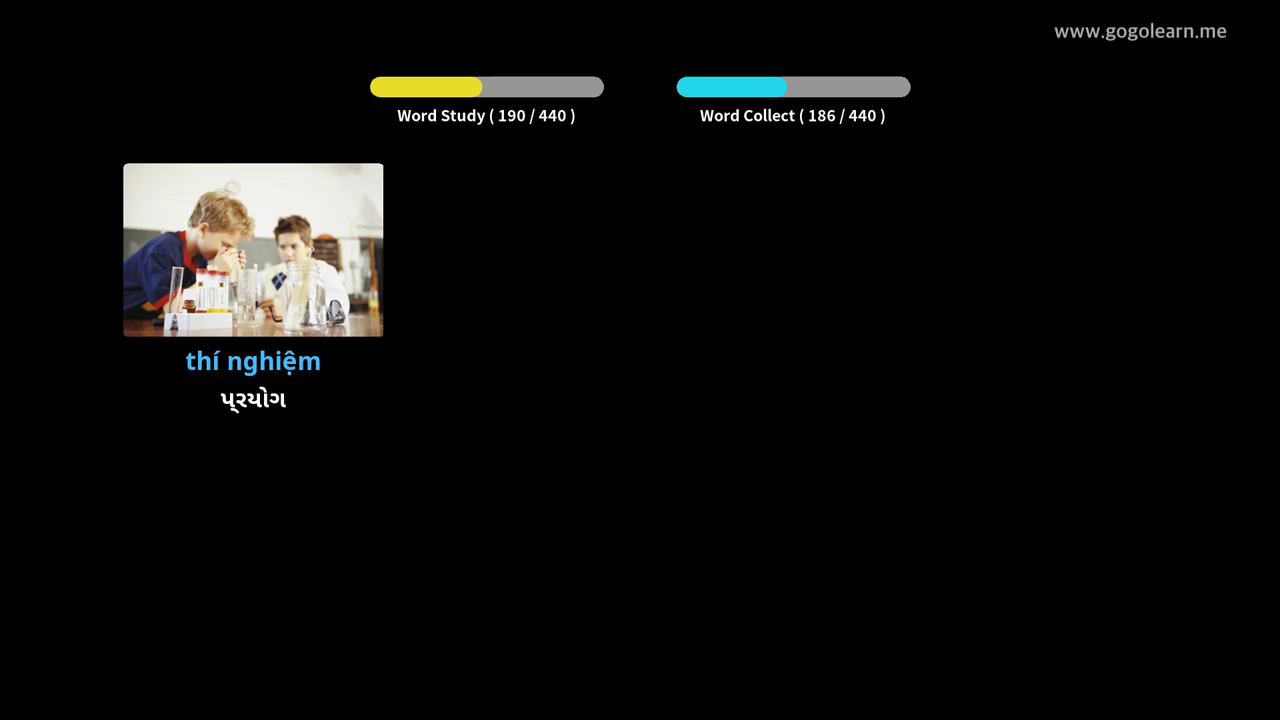 www.gogolearn.me
Word Study ( 190 / 440 )
Word Collect ( 186 / 440 )
thí nghiệm
પ્રયોગ